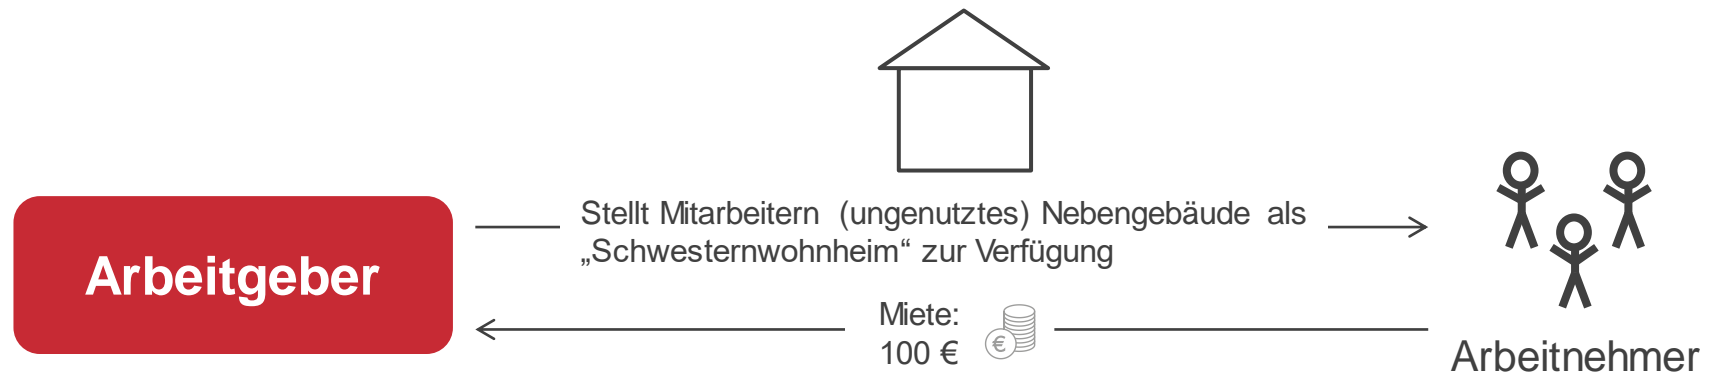 Arbeitgeber
Stellt Mitarbeitern (ungenutztes) Nebengebäude als
„Schwesternwohnheim“ zur Verfügung
Miete:
100 €
€
Arbeitnehmer